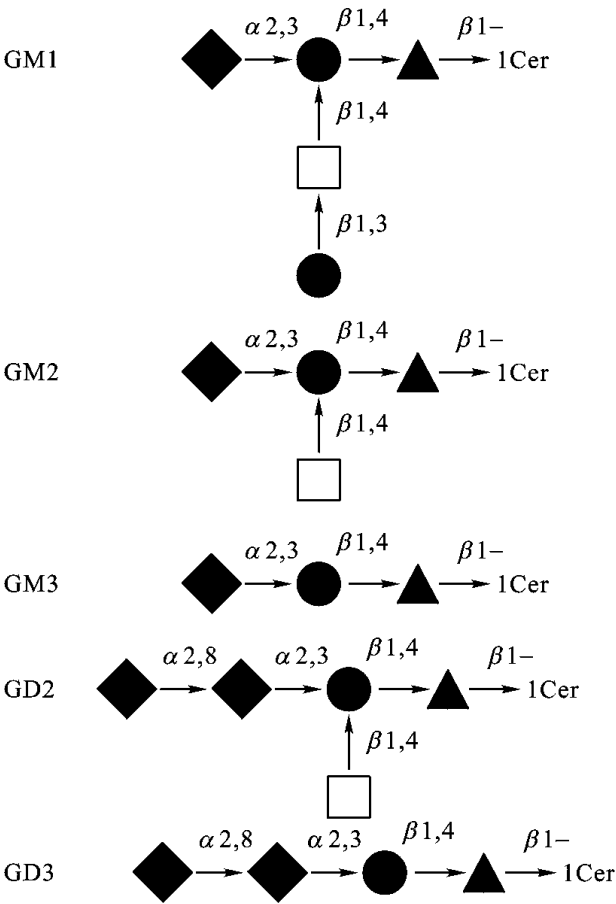 α2,3 β1,4 β1–
GM1 1Cer
β1,4
β1,3
α2,3 β1,4 β1–
GM2 1Cer
β1,4
α2,3 β1,4 β1–
GM3 1Cer
α2,8 α2,3 β1,4 β1–
GD2 1Cer
β1,4
α2,8 α2,3 β1,4 β1–
GD3 1Cer